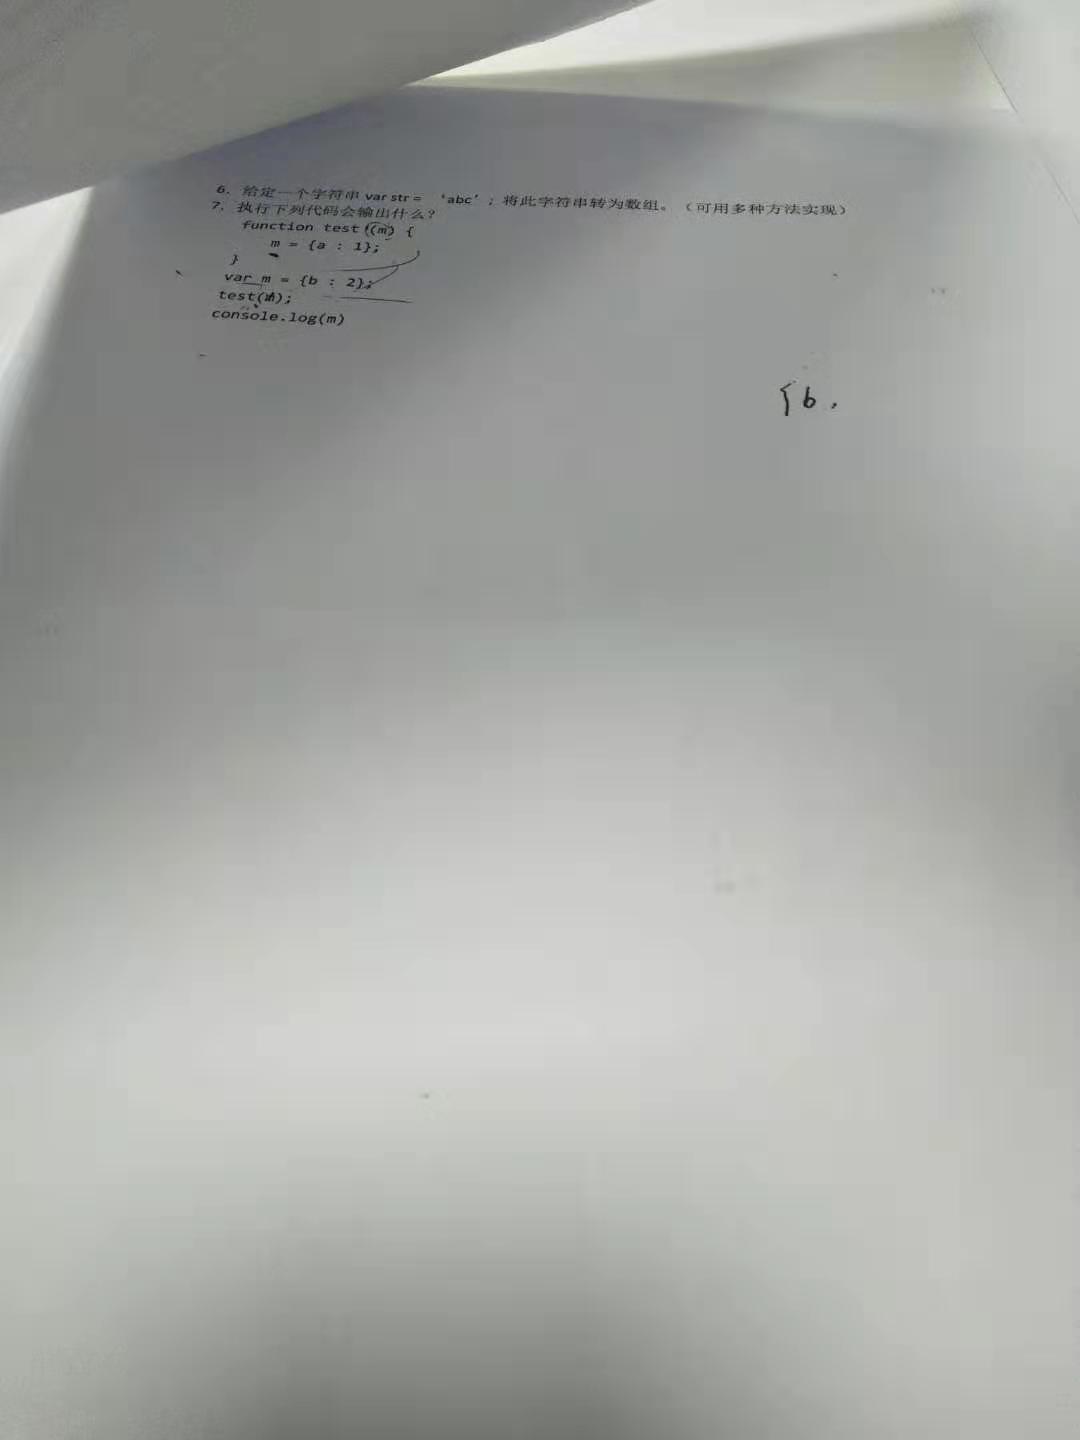 6. 给定一个字符串 var str = ‘abc’; 将此字符串转为数组。（可用多种方法实现）
7. 执行下列代码会输出什么？
function test (m) {
m = {a : 1};
}
var m = {b : 2};
test(m);
console.log(m)
{b,